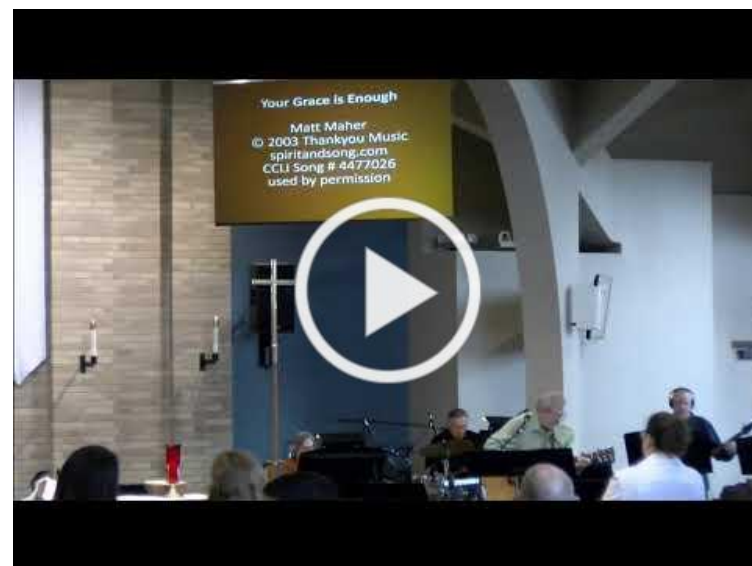 Your Grace is Enough
Matt Maher
© 2003 Thankyou Music
spiritandsong.com
CCLI Song # 4477026
used by permission